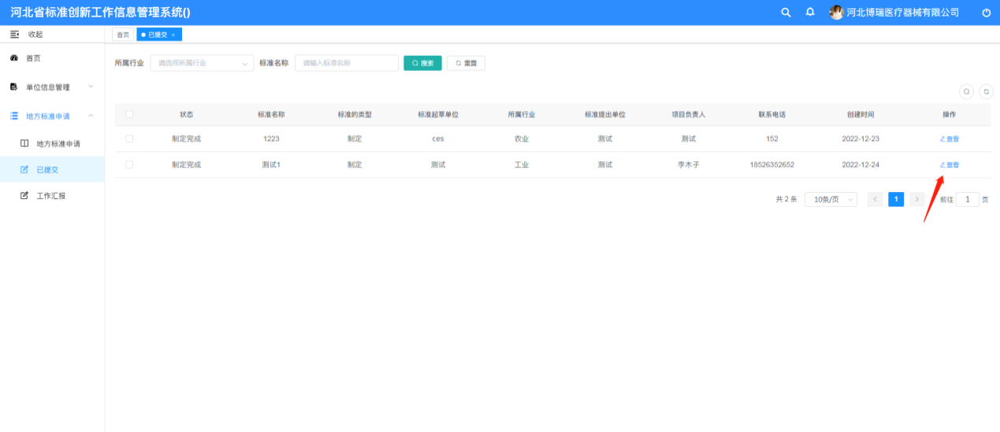 河北省标准创新工作信息管理系统()
河北博瑞医疗器械有限公司
收起
首页
已提交 ×
首页
单位信息管理
地方标准申请
地方标准申请
已提交
工作汇报
所属行业 请选择所属行业 标准名称 请输入标准名称 搜索 重置
状态 标准名称 标准的类型 标准起草单位 所属行业 标准提出单位 项目负责人 联系电话 创建时间 操作
制定完成 1223 制定 ces 农业 测试 测试 152 2022-12-23 查看
制定完成 测试1 制定 测试 工业 测试 李木子 18526352652 2022-12-24 查看
共 2 条 10条/页 < 1 > 前往 1 页